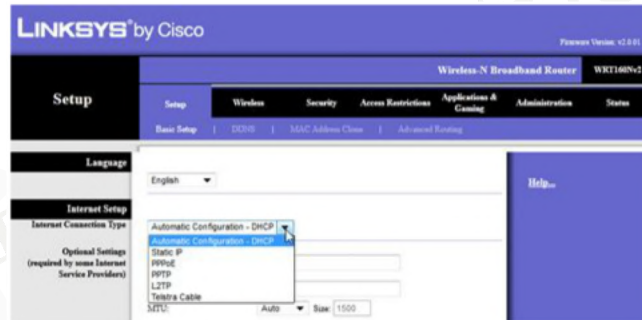 LINKSYS® by Cisco
Firmware Version: v2.0.01
Wireless-N Broadband Router WRT160Nv2
Setup
Setup Wireless Security Access Restrictions Applications & Gaming Administration Status
Basic Setup | DDNS | MAC Address Clone | Advanced Routing
Language
English
Help...
Internet Setup
Internet Connection Type
Automatic Configuration - DHCP
Automatic Configuration - DHCP
Static IP
PPPoE
PPTP
L2TP
Telstra Cable
Optional Settings
(required by some Internet
Service Providers)
MTU: Auto Size: 1500